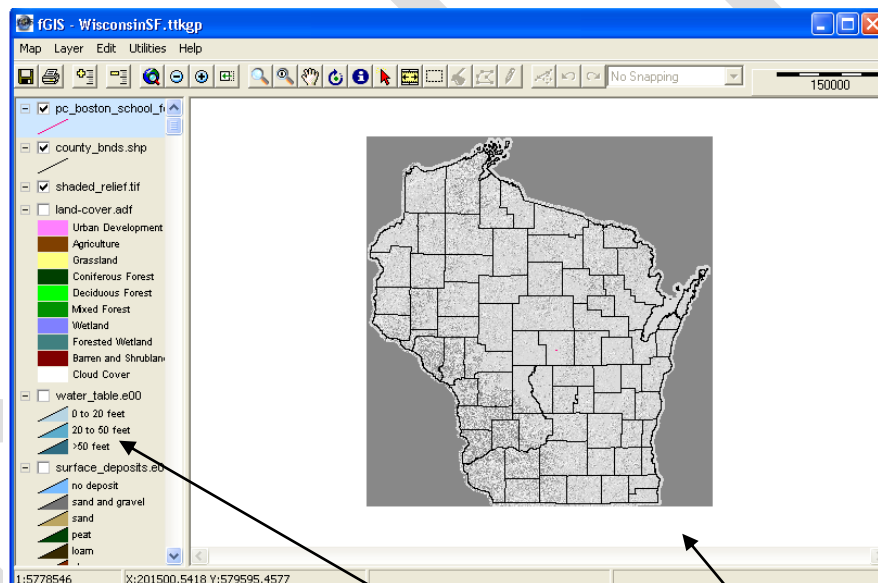 fGIS - WisconsinSF.ttkgp
Map Layer Edit Utilities Help
No Snapping
150000
pc_boston_school_f
county_bnds.shp
shaded_relief.tif
land-cover.adf
Urban Development
Agriculture
Grassland
Coniferous Forest
Deciduous Forest
Mixed Forest
Wetland
Forested Wetland
Barren and Shrublan
Cloud Cover
water_table.e00
0 to 20 feet
20 to 50 feet
>50 feet
surface_deposits.e0
no deposit
sand and gravel
sand
peat
loam
1:5778546 X:201500.5418 Y:579595.4577